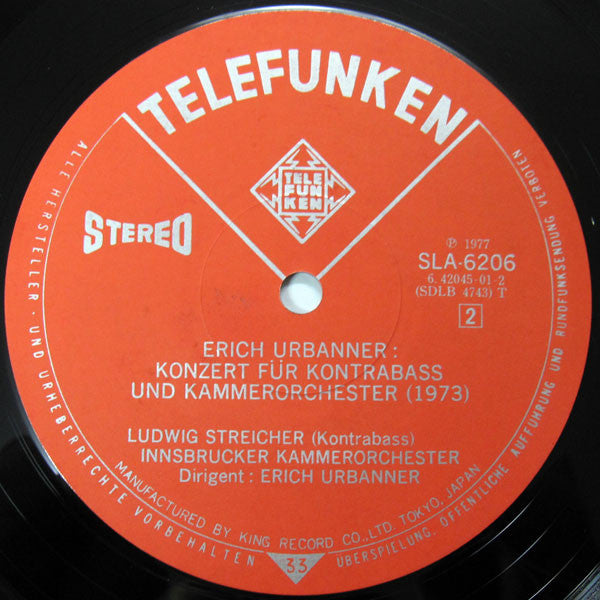 TELEFUNKEN
TELE
FUN
KEN
STEREO
℗ 1977
SLA-6206
6.42045-01-2
(SDLB 4743) T
2
ERICH URBANNER:
KONZERT FÜR KONTRABASS
UND KAMMERORCHESTER (1973)
LUDWIG STREICHER (Kontrabass)
INNSBRUCKER KAMMERORCHESTER
Dirigent: ERICH URBANNER
MANUFACTURED BY KING RECORD CO., LTD. TOKYO, JAPAN
ALLE HERSTELLER- UND URHEBERRECHTE VORBEHALTEN
33
ÜBERSPIELUNG, ÖFFENTLICHE AUFFÜHRUNG UND RUNDFUNKSENDUNG VERBOTEN